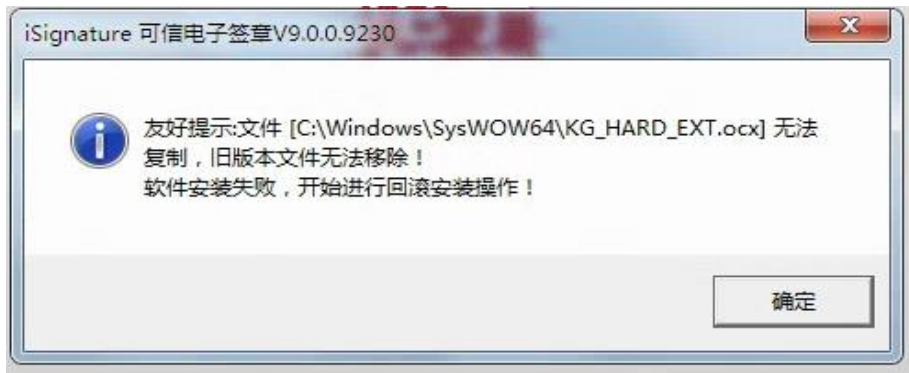 iSignature 可信电子签章V9.0.0.9230
友好提示:文件 [C:\Windows\SysWOW64\KG_HARD_EXT.ocx] 无法
复制，旧版本文件无法移除！
软件安装失败，开始进行回滚安装操作！
确定